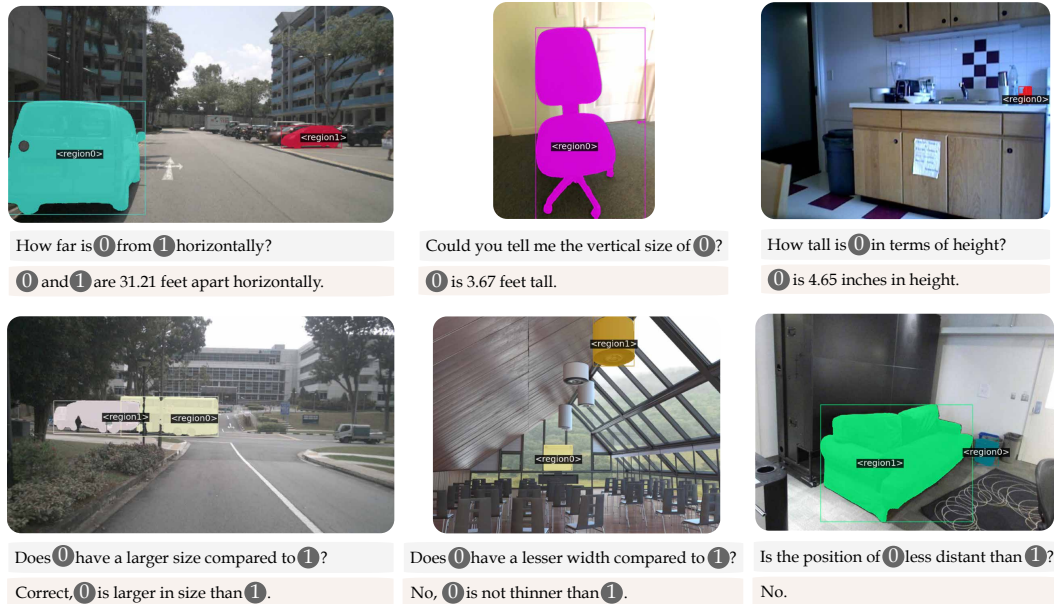 <region0>
<region1>
How far is 0 from 1 horizontally?
0 and 1 are 31.21 feet apart horizontally.
<region0>
Could you tell me the vertical size of 0?
0 is 3.67 feet tall.
<region0>
How tall is 0 in terms of height?
0 is 4.65 inches in height.
<region1>
<region0>
Does 0 have a larger size compared to 1?
Correct, 0 is larger in size than 1.
<region1>
<region0>
Does 0 have a lesser width compared to 1?
No, 0 is not thinner than 1.
<region1>
<region0>
Is the position of 0 less distant than 1?
No.